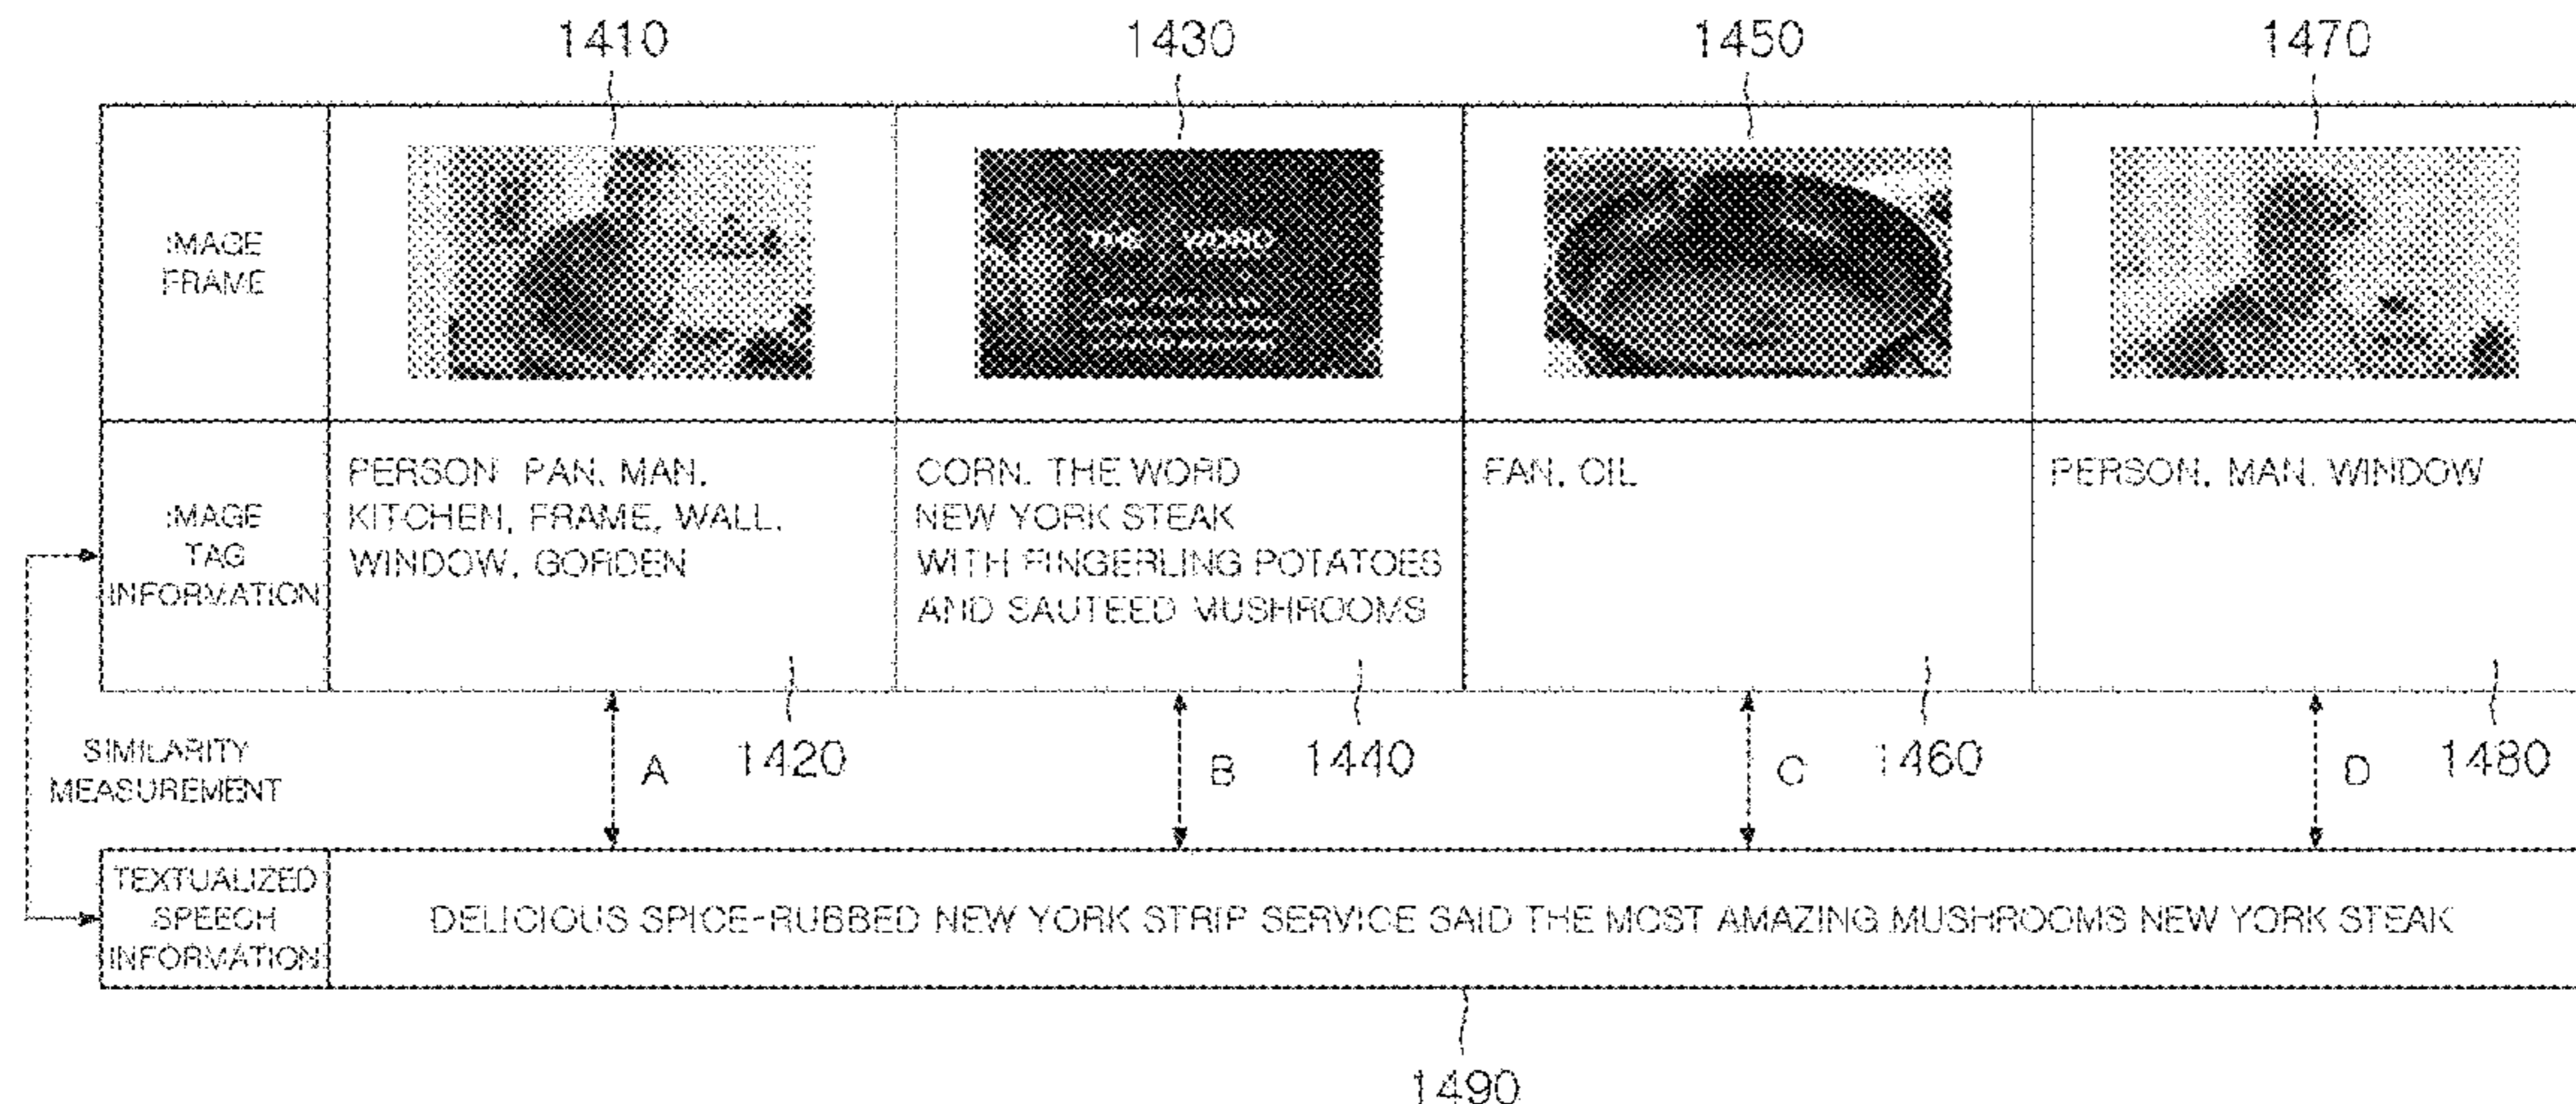 1410 1430 1450 1470
IMAGE
FRAME
THE WORD
IMAGE
TAG
INFORMATION
PERSON PAN, MAN,
KITCHEN, FRAME, WALL,
WINDOW, GORDEN
CORN, THE WORD
NEW YORK STEAK
WITH FINGERLING POTATOES
AND SAUTEED MUSHROOMS
PAN, OIL
PERSON, MAN, WINDOW
SIMILARITY
MEASUREMENT
A 1420 B 1440 C 1460 D 1480
TEXTUALIZED
SPEECH
INFORMATION
DELICIOUS SPICE-RUBBED NEW YORK STRIP SERVICE SAID THE MOST AMAZING MUSHROOMS NEW YORK STEAK
1490